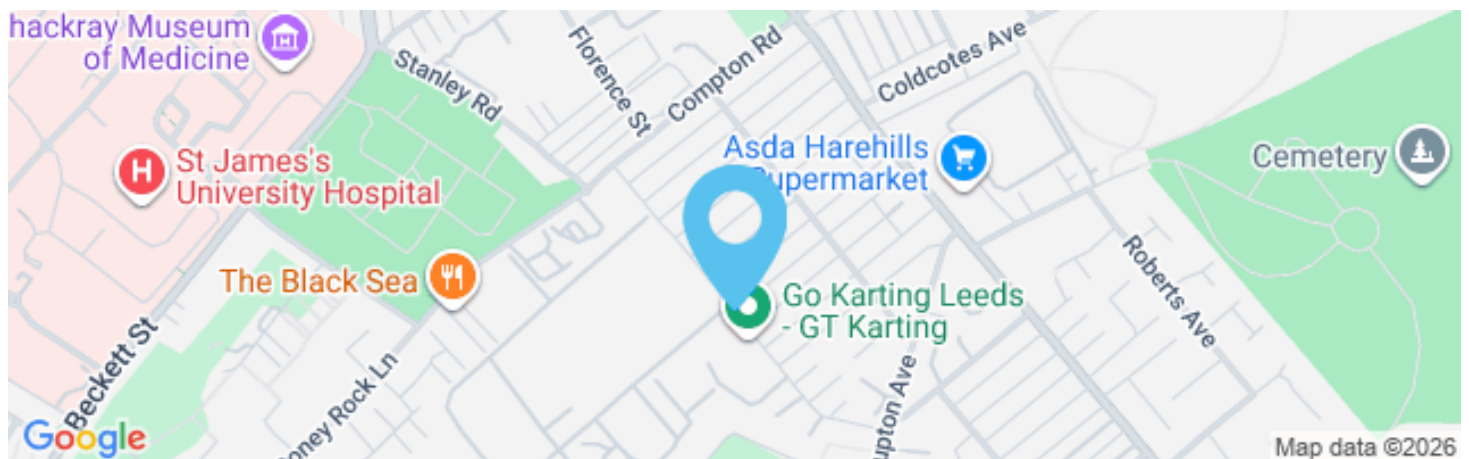 hackray Museum
of Medicine
Stanley Rd
Florence St
Compton Rd
Coldcotes Ave
St James's
University Hospital
Asda Harehills
upermarket
Cemetery
The Black Sea
Go Karting Leeds
- GT Karting
Roberts Ave
Beckett St
oney Rock Ln
upton Ave
Google
Map data ©2026